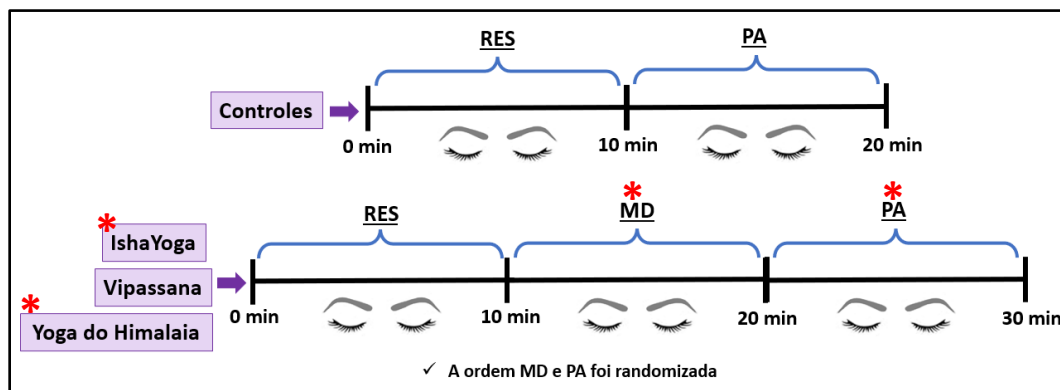 RES PA
Controles
0 min 10 min 20 min
* *
RES MD PA
* IshaYoga
Vipassana
* Yoga do Himalaia
0 min 10 min 20 min 30 min
✓ A ordem MD e PA foi randomizada